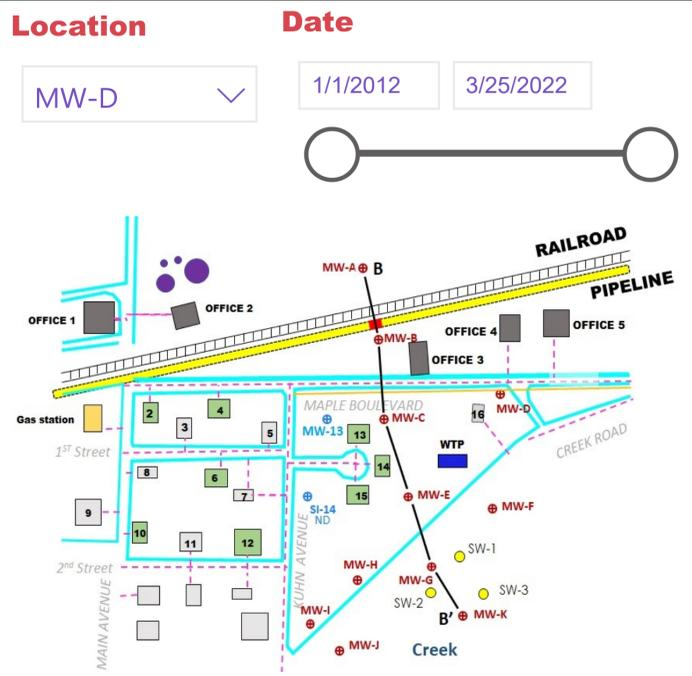 Location
Date
MW-D
1/1/2012
3/25/2022
RAILROAD
MW-A
B
PIPELINE
OFFICE 1
OFFICE 2
OFFICE 4
OFFICE 5
MW-B
OFFICE 3
MAPLE BOULEVARD
Gas station
2
4
3
5
MW-13
MW-C
16
MW-D
13
1ST Street
CREEK ROAD
WTP
14
8
6
7
15
MW-E
MW-F
9
SI-14
ND
10
11
12
KUHN AVENUE
SW-1
2nd Street
MW-H
MW-G
MAIN AVENUE
SW-2
SW-3
MW-I
B'
MW-K
MW-J
Creek